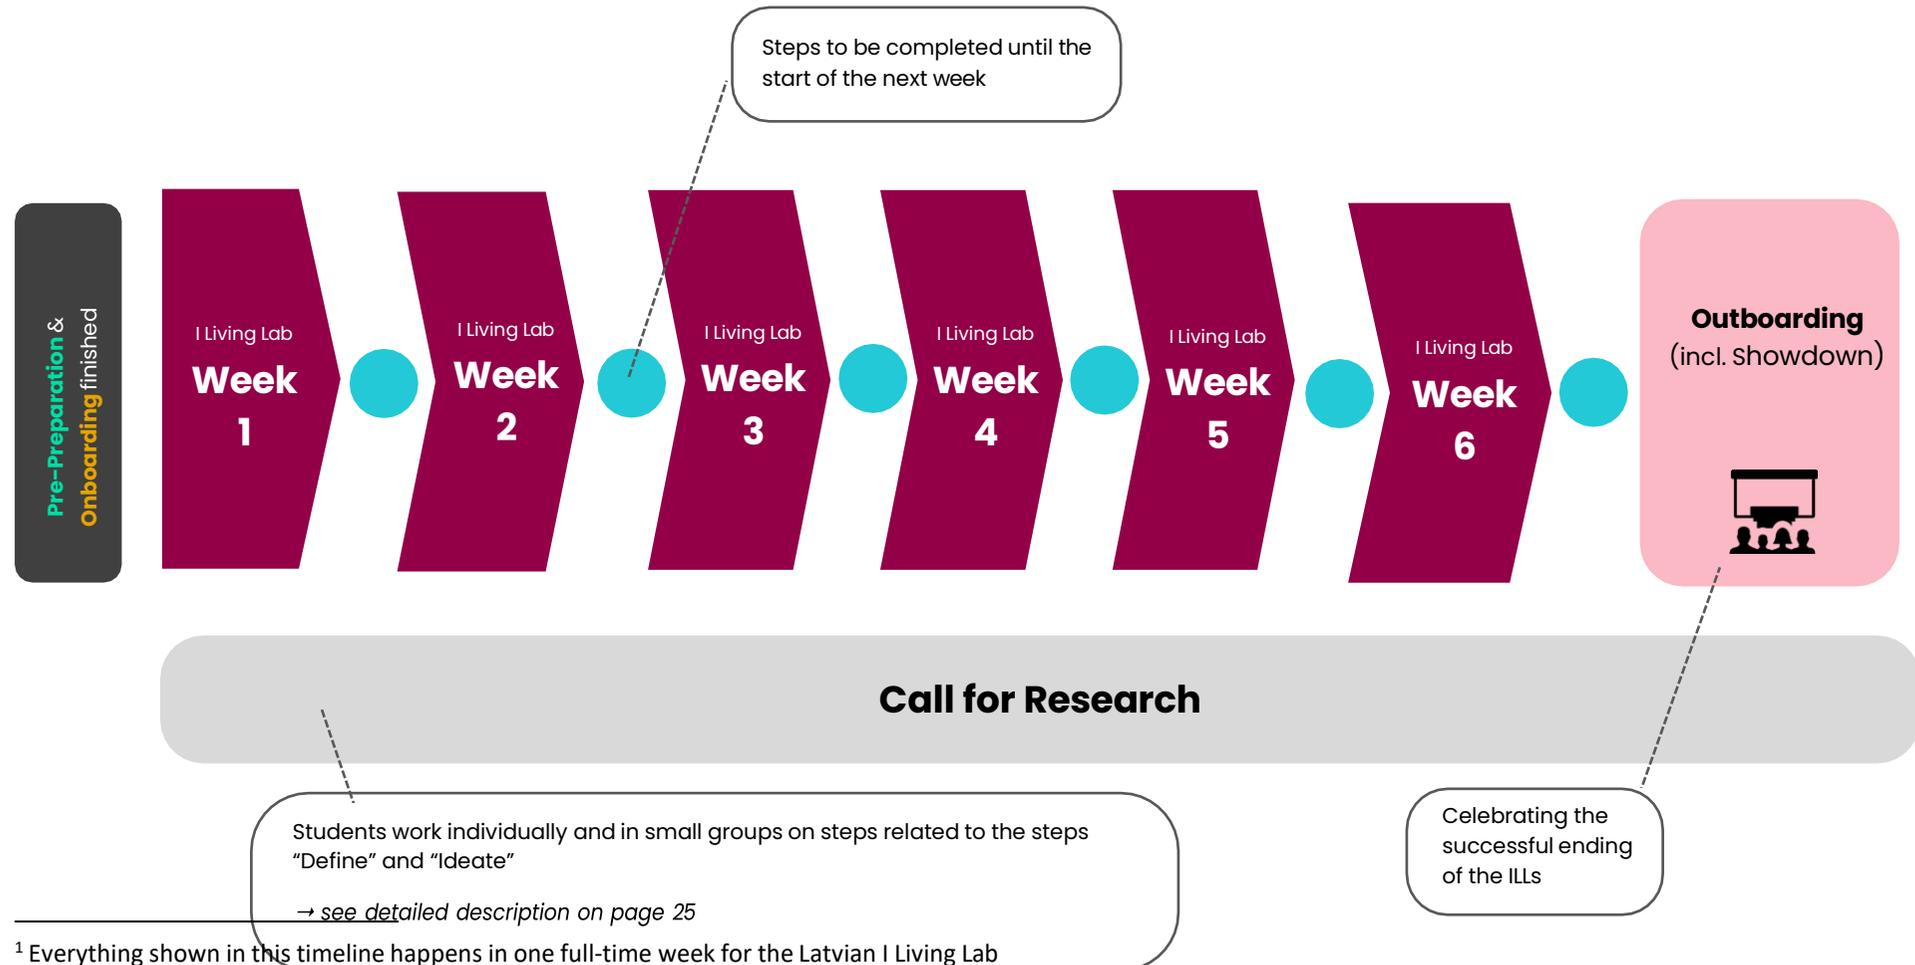 Steps to be completed until the
start of the next week
Pre-Preparation &
Onboarding finished
I Living Lab
Week
1
I Living Lab
Week
2
I Living Lab
Week
3
I Living Lab
Week
4
I Living Lab
Week
5
I Living Lab
Week
6
Outboarding
(incl. Showdown)
Call for Research
Students work individually and in small groups on steps related to the steps
“Define” and “Ideate”
→ see detailed description on page 25
Celebrating the
successful ending
of the ILLs
1 Everything shown in this timeline happens in one full-time week for the Latvian I Living Lab